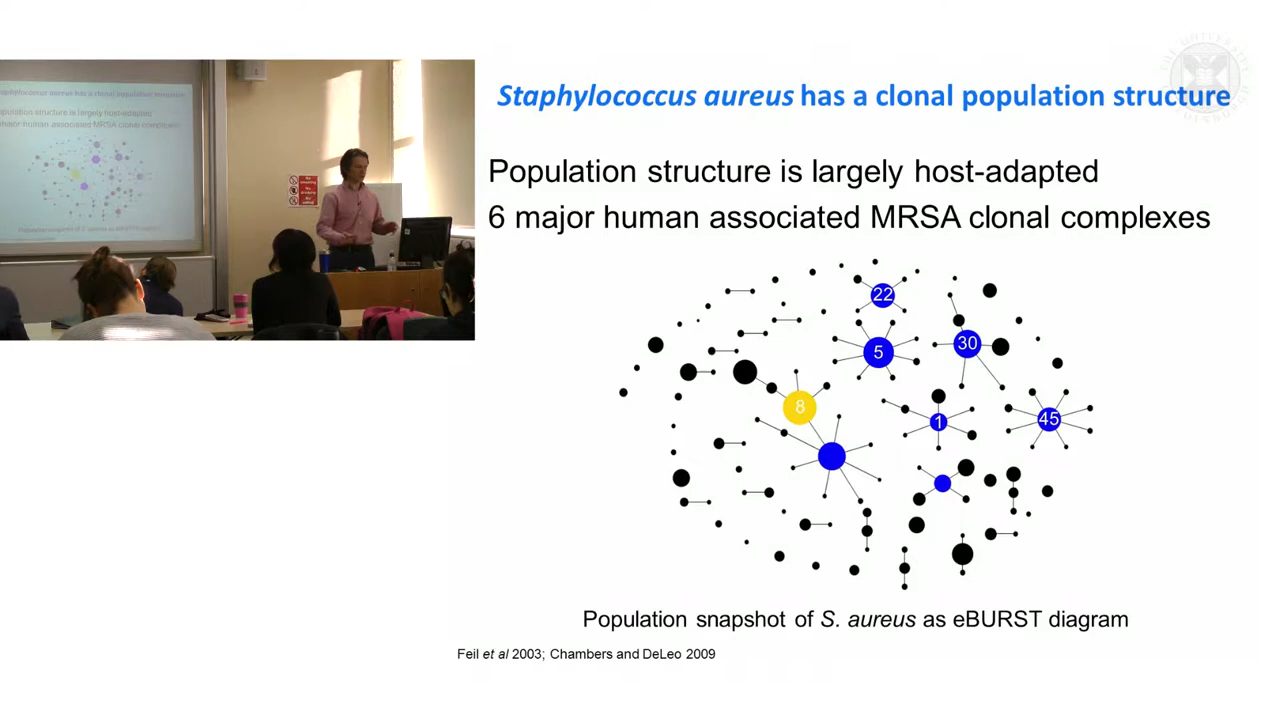 Staphylococcus aureus has a clonal population structure
Population structure is largely host-adapted
6 major human associated MRSA clonal complexes
22
5
30
8
1
45
Population snapshot of S. aureus as eBURST diagram
Feil et al 2003; Chambers and DeLeo 2009